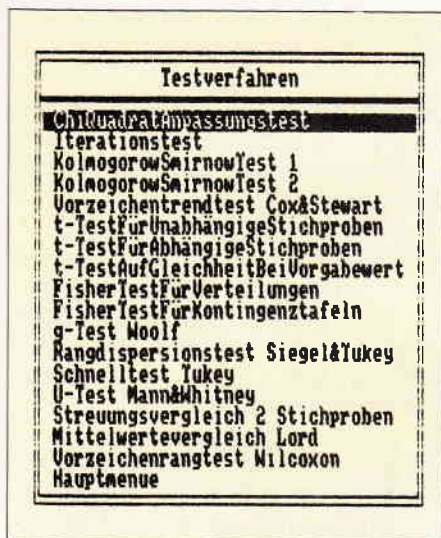 Testverfahren
ChiQuadratAnpassungstest
Iterationstest
KolmogorowSmirnowTest 1
KolmogorowSmirnowTest 2
Vorzeichentrendtest Cox&Stewart
t-TestFürUnabhängigeStichproben
t-TestFürAbhängigeStichproben
t-TestAufGleichheitBeiVorgabewert
FisherTestFürVerteilungen
FisherTestFürKontingenztafeln
g-Test Woolf
Rangdispersionstest Siegel&Tukey
Schnelltest Tukey
U-Test Mann&Whitney
Streuungsvergleich 2 Stichproben
Mittelwertevergleich Lord
Vorzeichenrangtest Wilcoxon
Hauptmenue